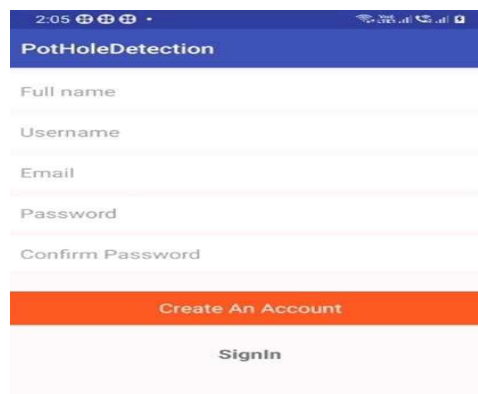 2:05
PotHoleDetection
Full name
Username
Email
Password
Confirm Password
Create An Account
SignIn